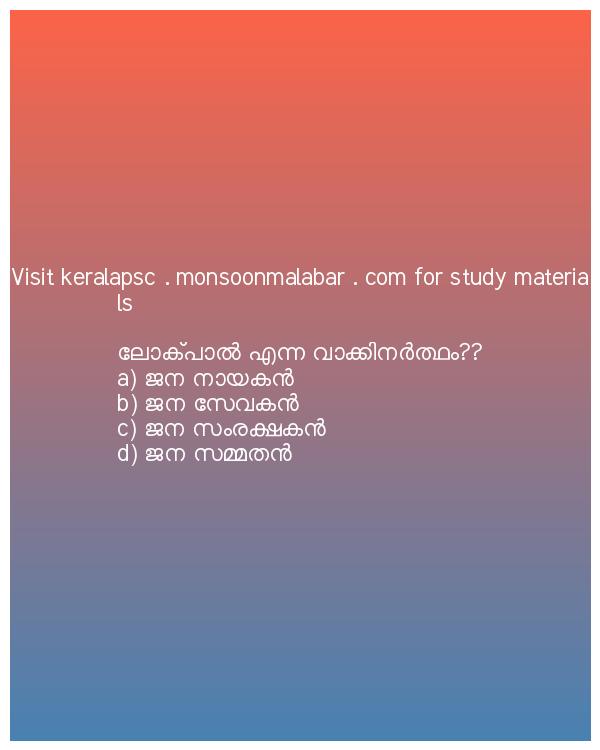 Visit keralapsc . monsoonmalabar . com for study materia
ls
ലോക്പാൽ എന്ന വാക്കിനർത്ഥം??
a) ജന നായകൻ
b) ജന സേവകൻ
c) ജന സംരക്ഷകൻ
d) ജന സമ്മതൻ